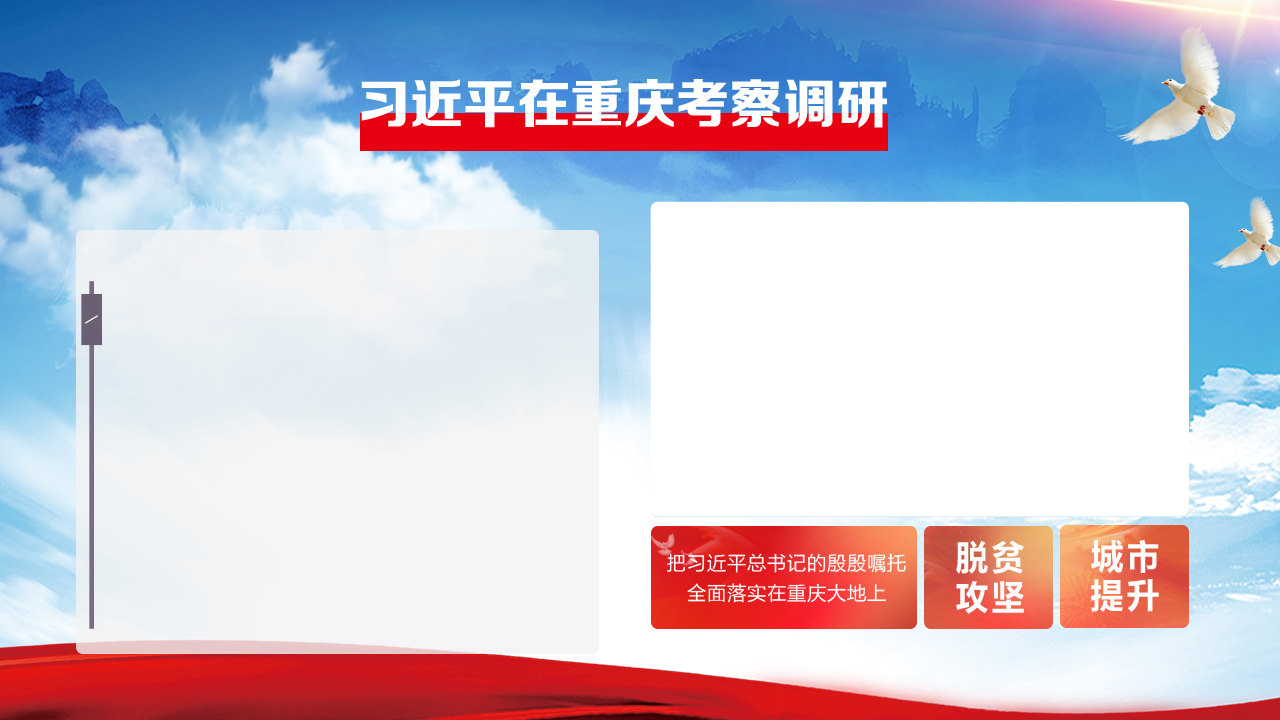 习近平在重庆考察调研
把习近平总书记的殷殷嘱托
全面落实在重庆大地上
脱贫
攻坚
城市
提升